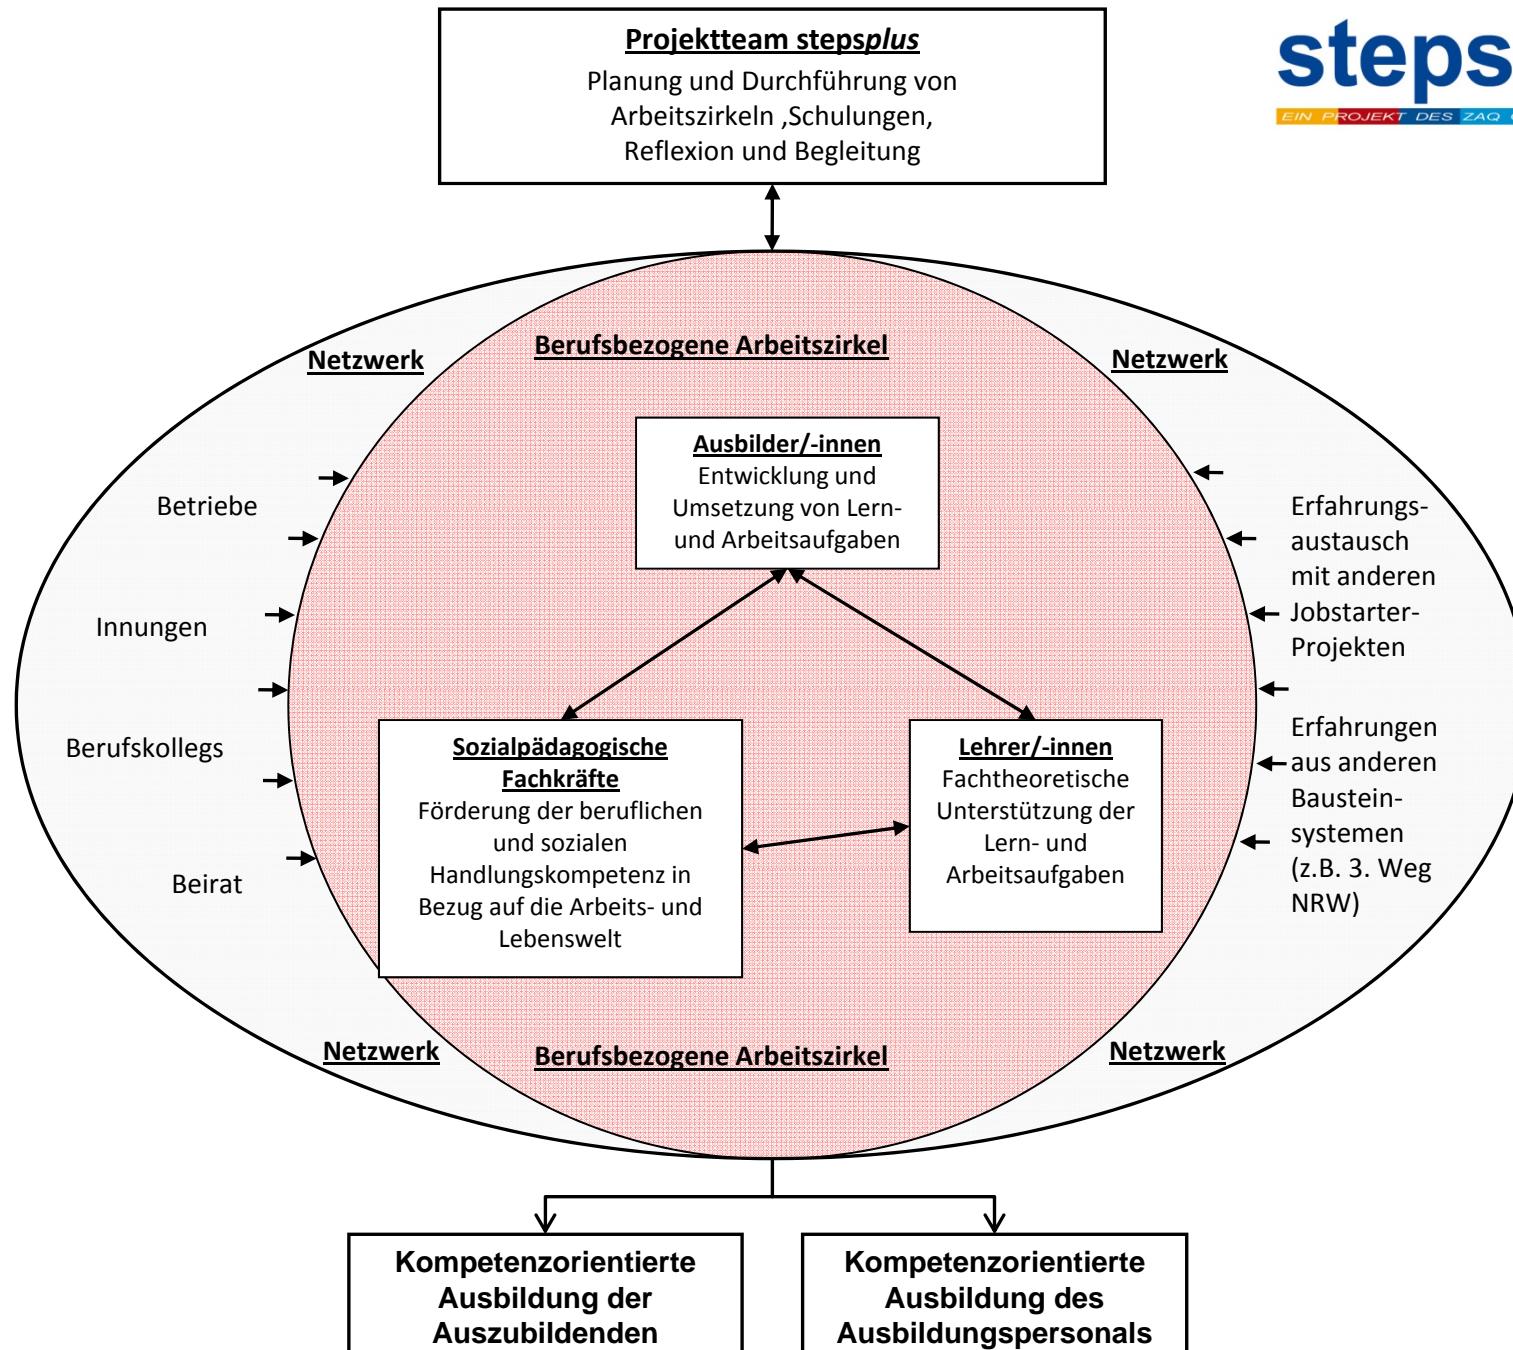 Projektteam stepsplus
Planung und Durchführung von
Arbeitszirkeln ,Schulungen,
Reflexion und Begleitung
steps
EIN PROJEKT DES ZAQ
Berufsbezogene Arbeitszirkel
Netzwerk
Netzwerk
Ausbilder/-innen
Entwicklung und
Umsetzung von Lern-
und Arbeitsaufgaben
Betriebe
Innungen
Berufskollegs
Beirat
Erfahrungs-
austausch
mit anderen
Jobstarter-
Projekten
Erfahrungen
aus anderen
Baustein-
systemen
(z.B. 3. Weg
NRW)
Sozialpädagogische
Fachkräfte
Förderung der beruflichen
und sozialen
Handlungskompetenz in
Bezug auf die Arbeits- und
Lebenswelt
Lehrer/-innen
Fachtheoretische
Unterstützung der
Lern- und
Arbeitsaufgaben
Netzwerk
Berufsbezogene Arbeitszirkel
Netzwerk
Kompetenzorientierte
Ausbildung der
Auszubildenden
Kompetenzorientierte
Ausbildung des
Ausbildungspersonals